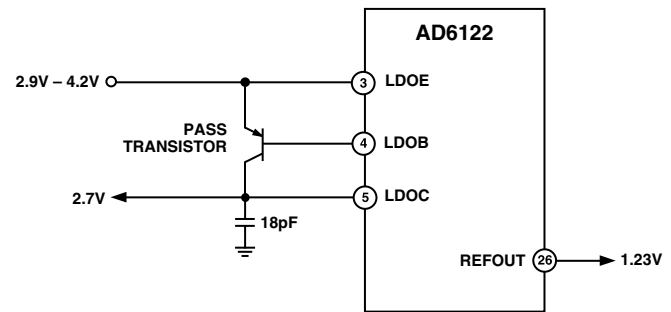 AD6122
2.9V – 4.2V
3
LDOE
PASS
TRANSISTOR
4
LDOB
2.7V
5
LDOC
18pF
REFOUT
26
1.23V